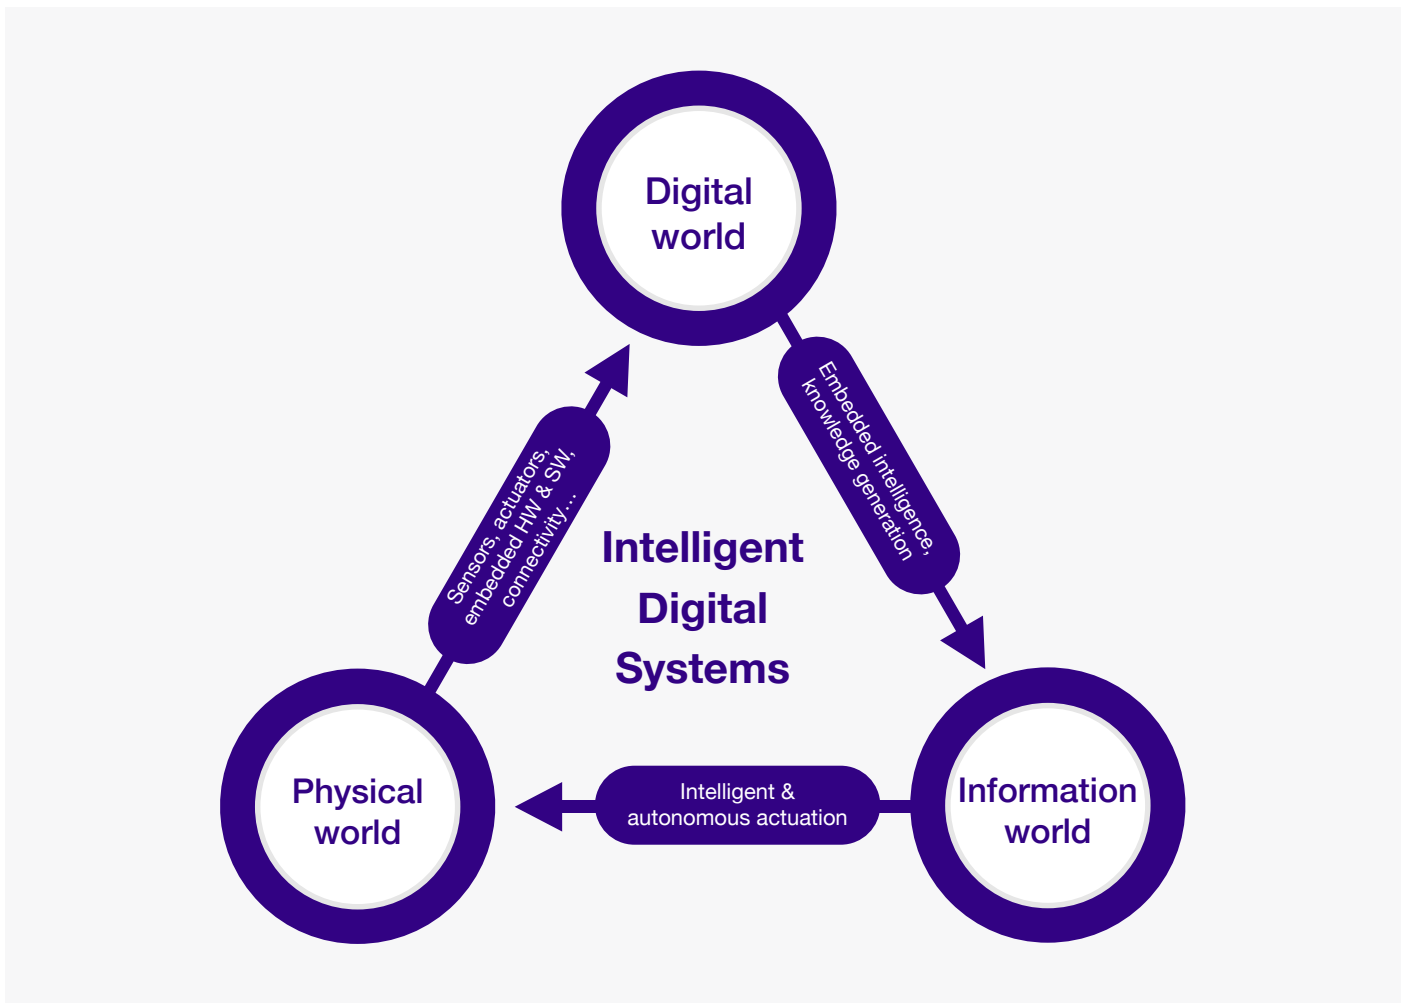 Digital
world
Embedded intelligence,
knowledge generation
Sensors, actuators,
embedded HW & SW,
connectivity…
Intelligent
Digital
Systems
Physical
world
Intelligent &
autonomous actuation
Information
world